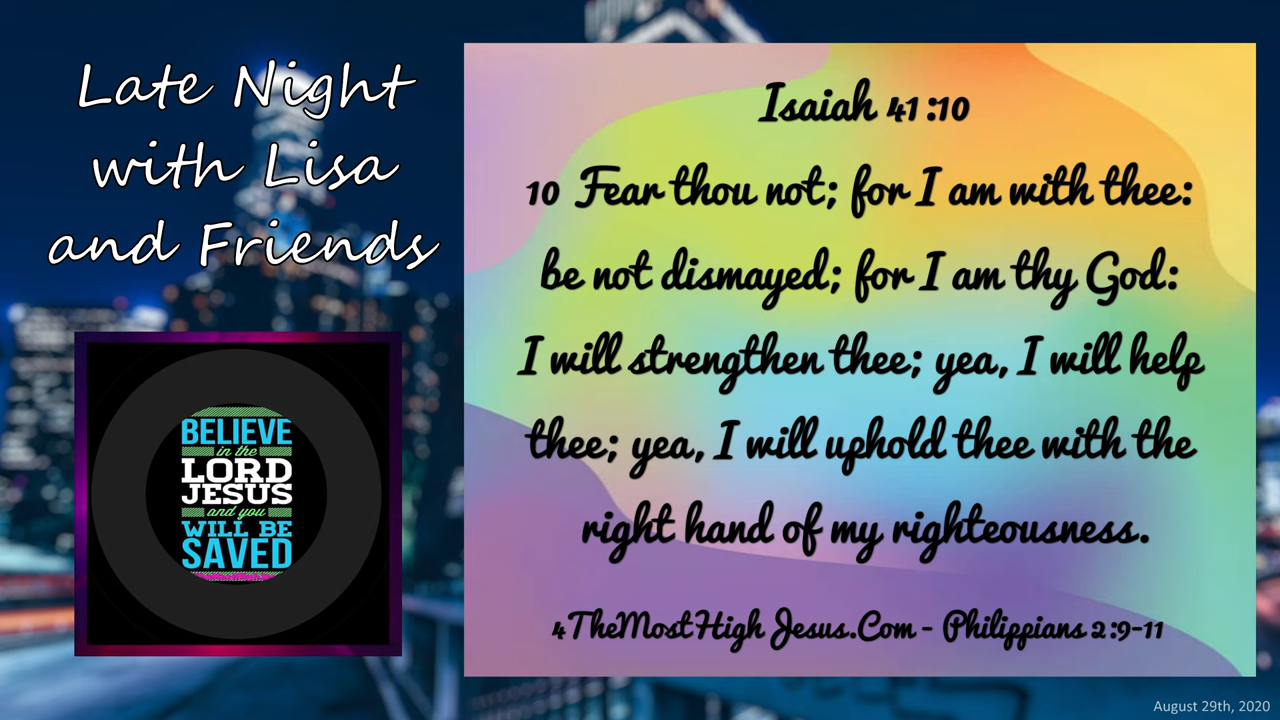 Late Night
with Lisa
and Friends
BELIEVE
in the
LORD
JESUS
and you
WILL BE
SAVED
Isaiah 41:10
10 Fear thou not; for I am with thee:
be not dismayed; for I am thy God:
I will strengthen thee; yea, I will help
thee; yea, I will uphold thee with the
right hand of my righteousness.
4TheMostHigh Jesus.Com - Philippians 2:9-11
August 29th, 2020